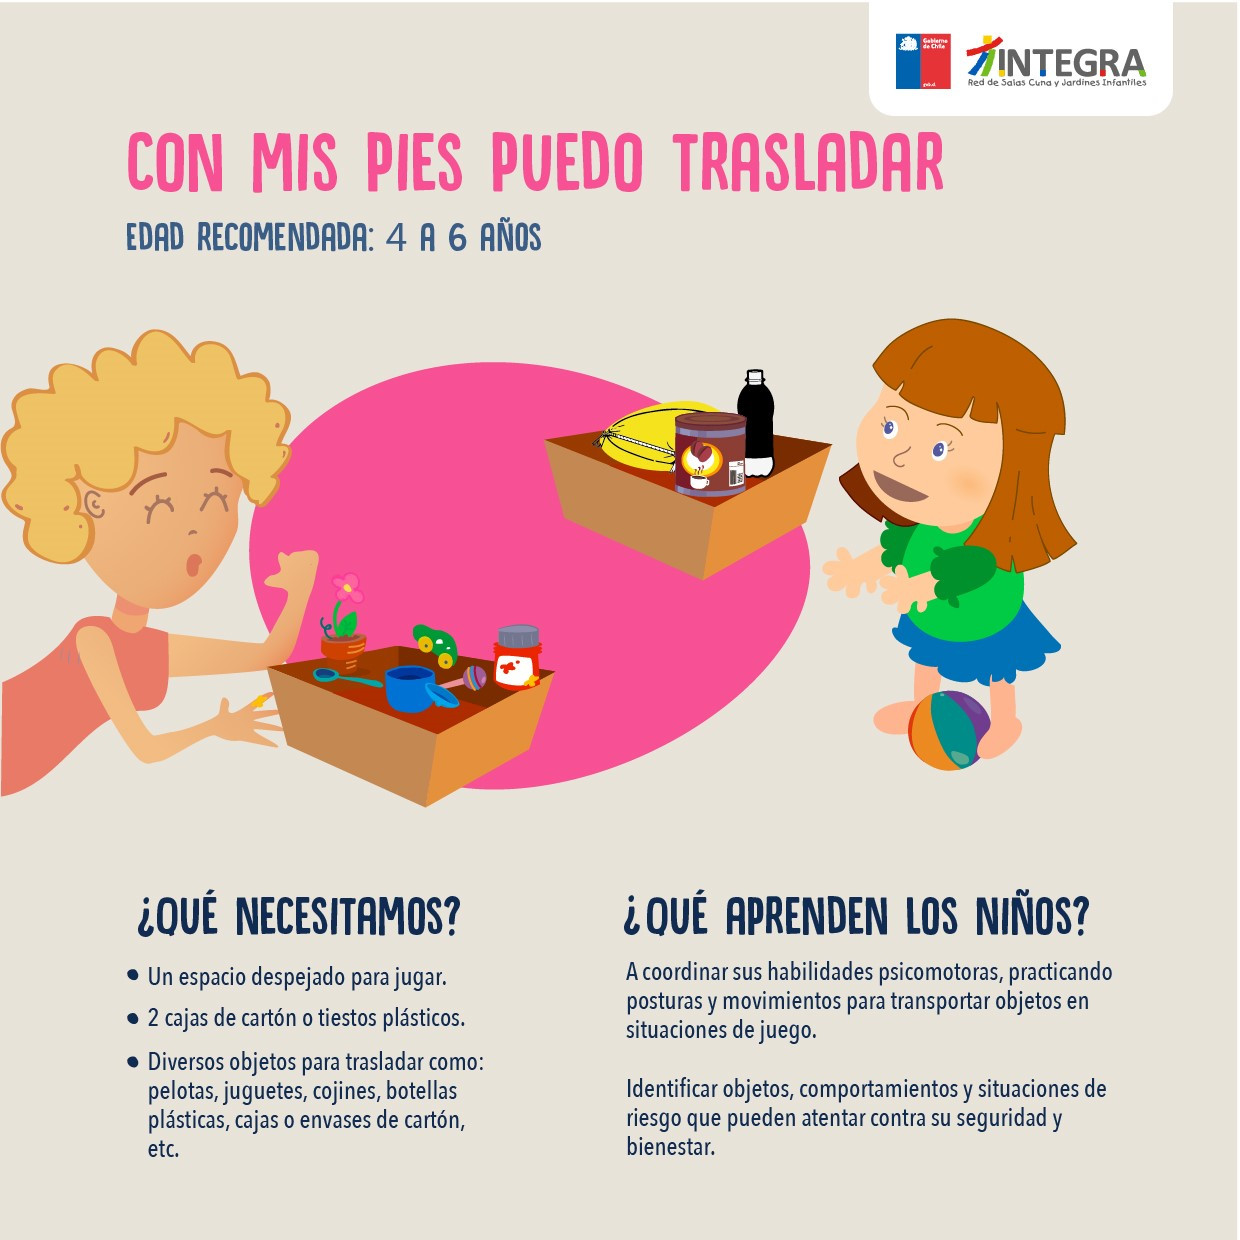 Gobierno
de Chile
gob.cl
INTEGRA
Red de Salas Cuna y Jardines Infantiles
CON MIS PIES PUEDO TRASLADAR
EDAD RECOMENDADA: 4 A 6 AÑOS
¿QUÉ NECESITAMOS?
• Un espacio despejado para jugar.
• 2 cajas de cartón o tiestos plásticos.
• Diversos objetos para trasladar como:
pelotas, juguetes, cojines, botellas
plásticas, cajas o envases de cartón,
etc.
¿QUÉ APRENDEN LOS NIÑOS?
A coordinar sus habilidades psicomotoras, practicando
posturas y movimientos para transportar objetos en
situaciones de juego.
Identificar objetos, comportamientos y situaciones de
riesgo que pueden atentar contra su seguridad y
bienestar.